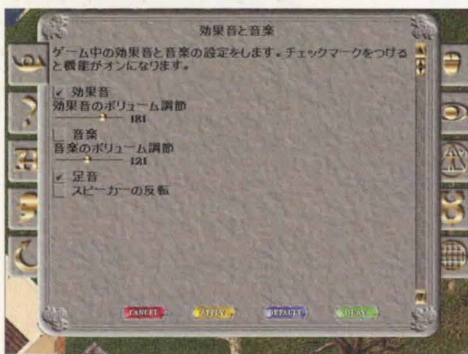 効果音と音楽
ゲーム中の効果音と音楽の設定をします。チェックマークをつける
と機能がオンになります。
効果音
効果音のボリューム調節
181
音楽
音楽のボリューム調節
121
足音
スピーカーの反転
CANCEL
APPLY
DEFAULT
OKAY